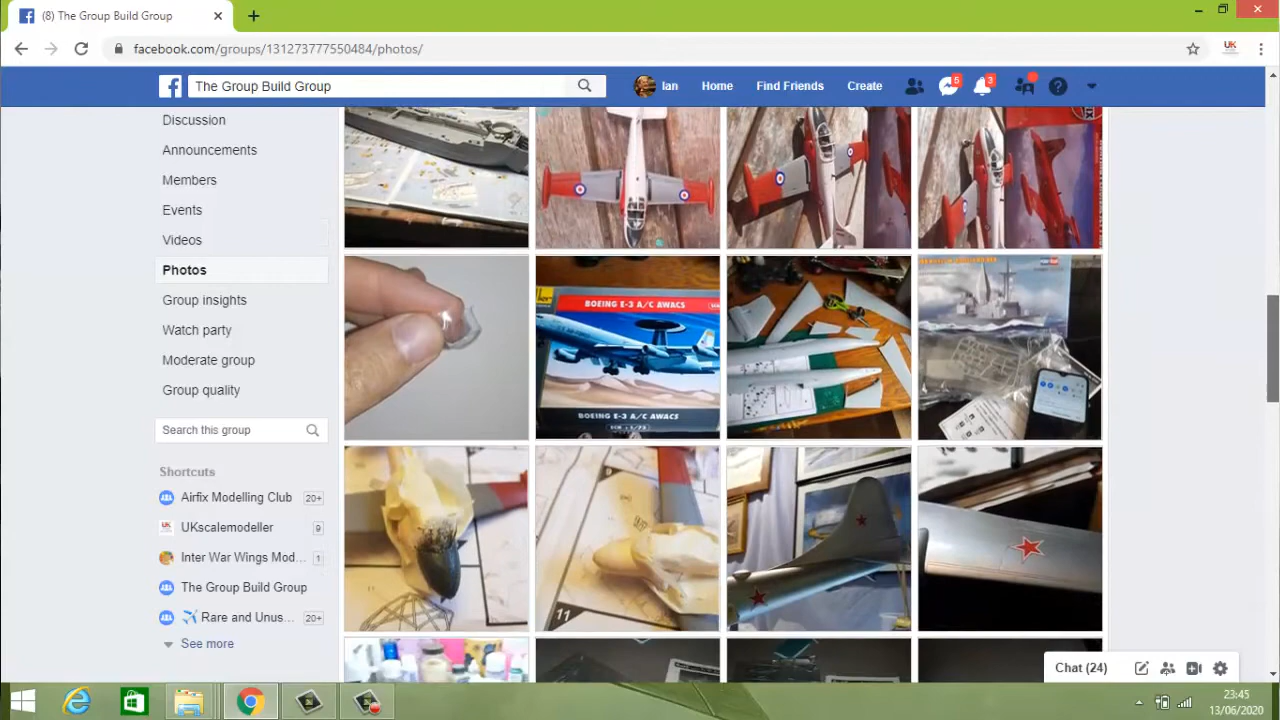 (8) The Group Build Group
facebook.com/groups/131273777550484/photos/
UK
The Group Build Group
Ian
Home
Find Friends
Create
5
3
Discussion
Announcements
Members
Events
Videos
Photos
Group insights
Watch party
Moderate group
Group quality
Search this group
Shortcuts
Airfix Modelling Club 20+
UKscalemodeller 9
Inter War Wings Mod... 1
The Group Build Group
Rare and Unus... 20+
See more
BOEING E-3 A/C AWACS
BOEING E-3 A/C AWACS
9
11
Chat (24)
23:45
13/06/2020